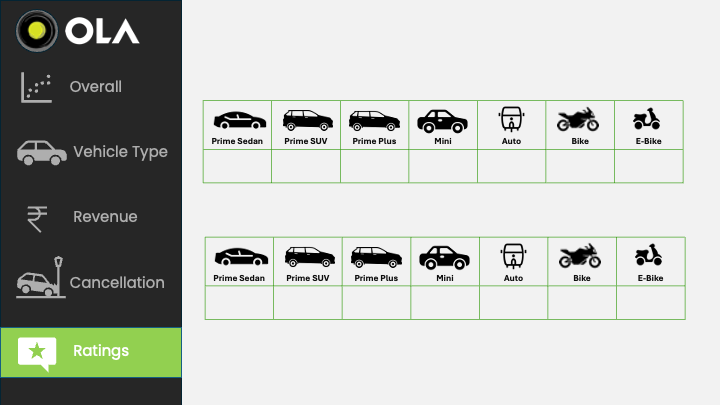 OLA
Overall
Vehicle Type
Revenue
Cancellation
Ratings
Prime Sedan Prime SUV Prime Plus Mini Auto Bike E-Bike
Prime Sedan Prime SUV Prime Plus Mini Auto Bike E-Bike